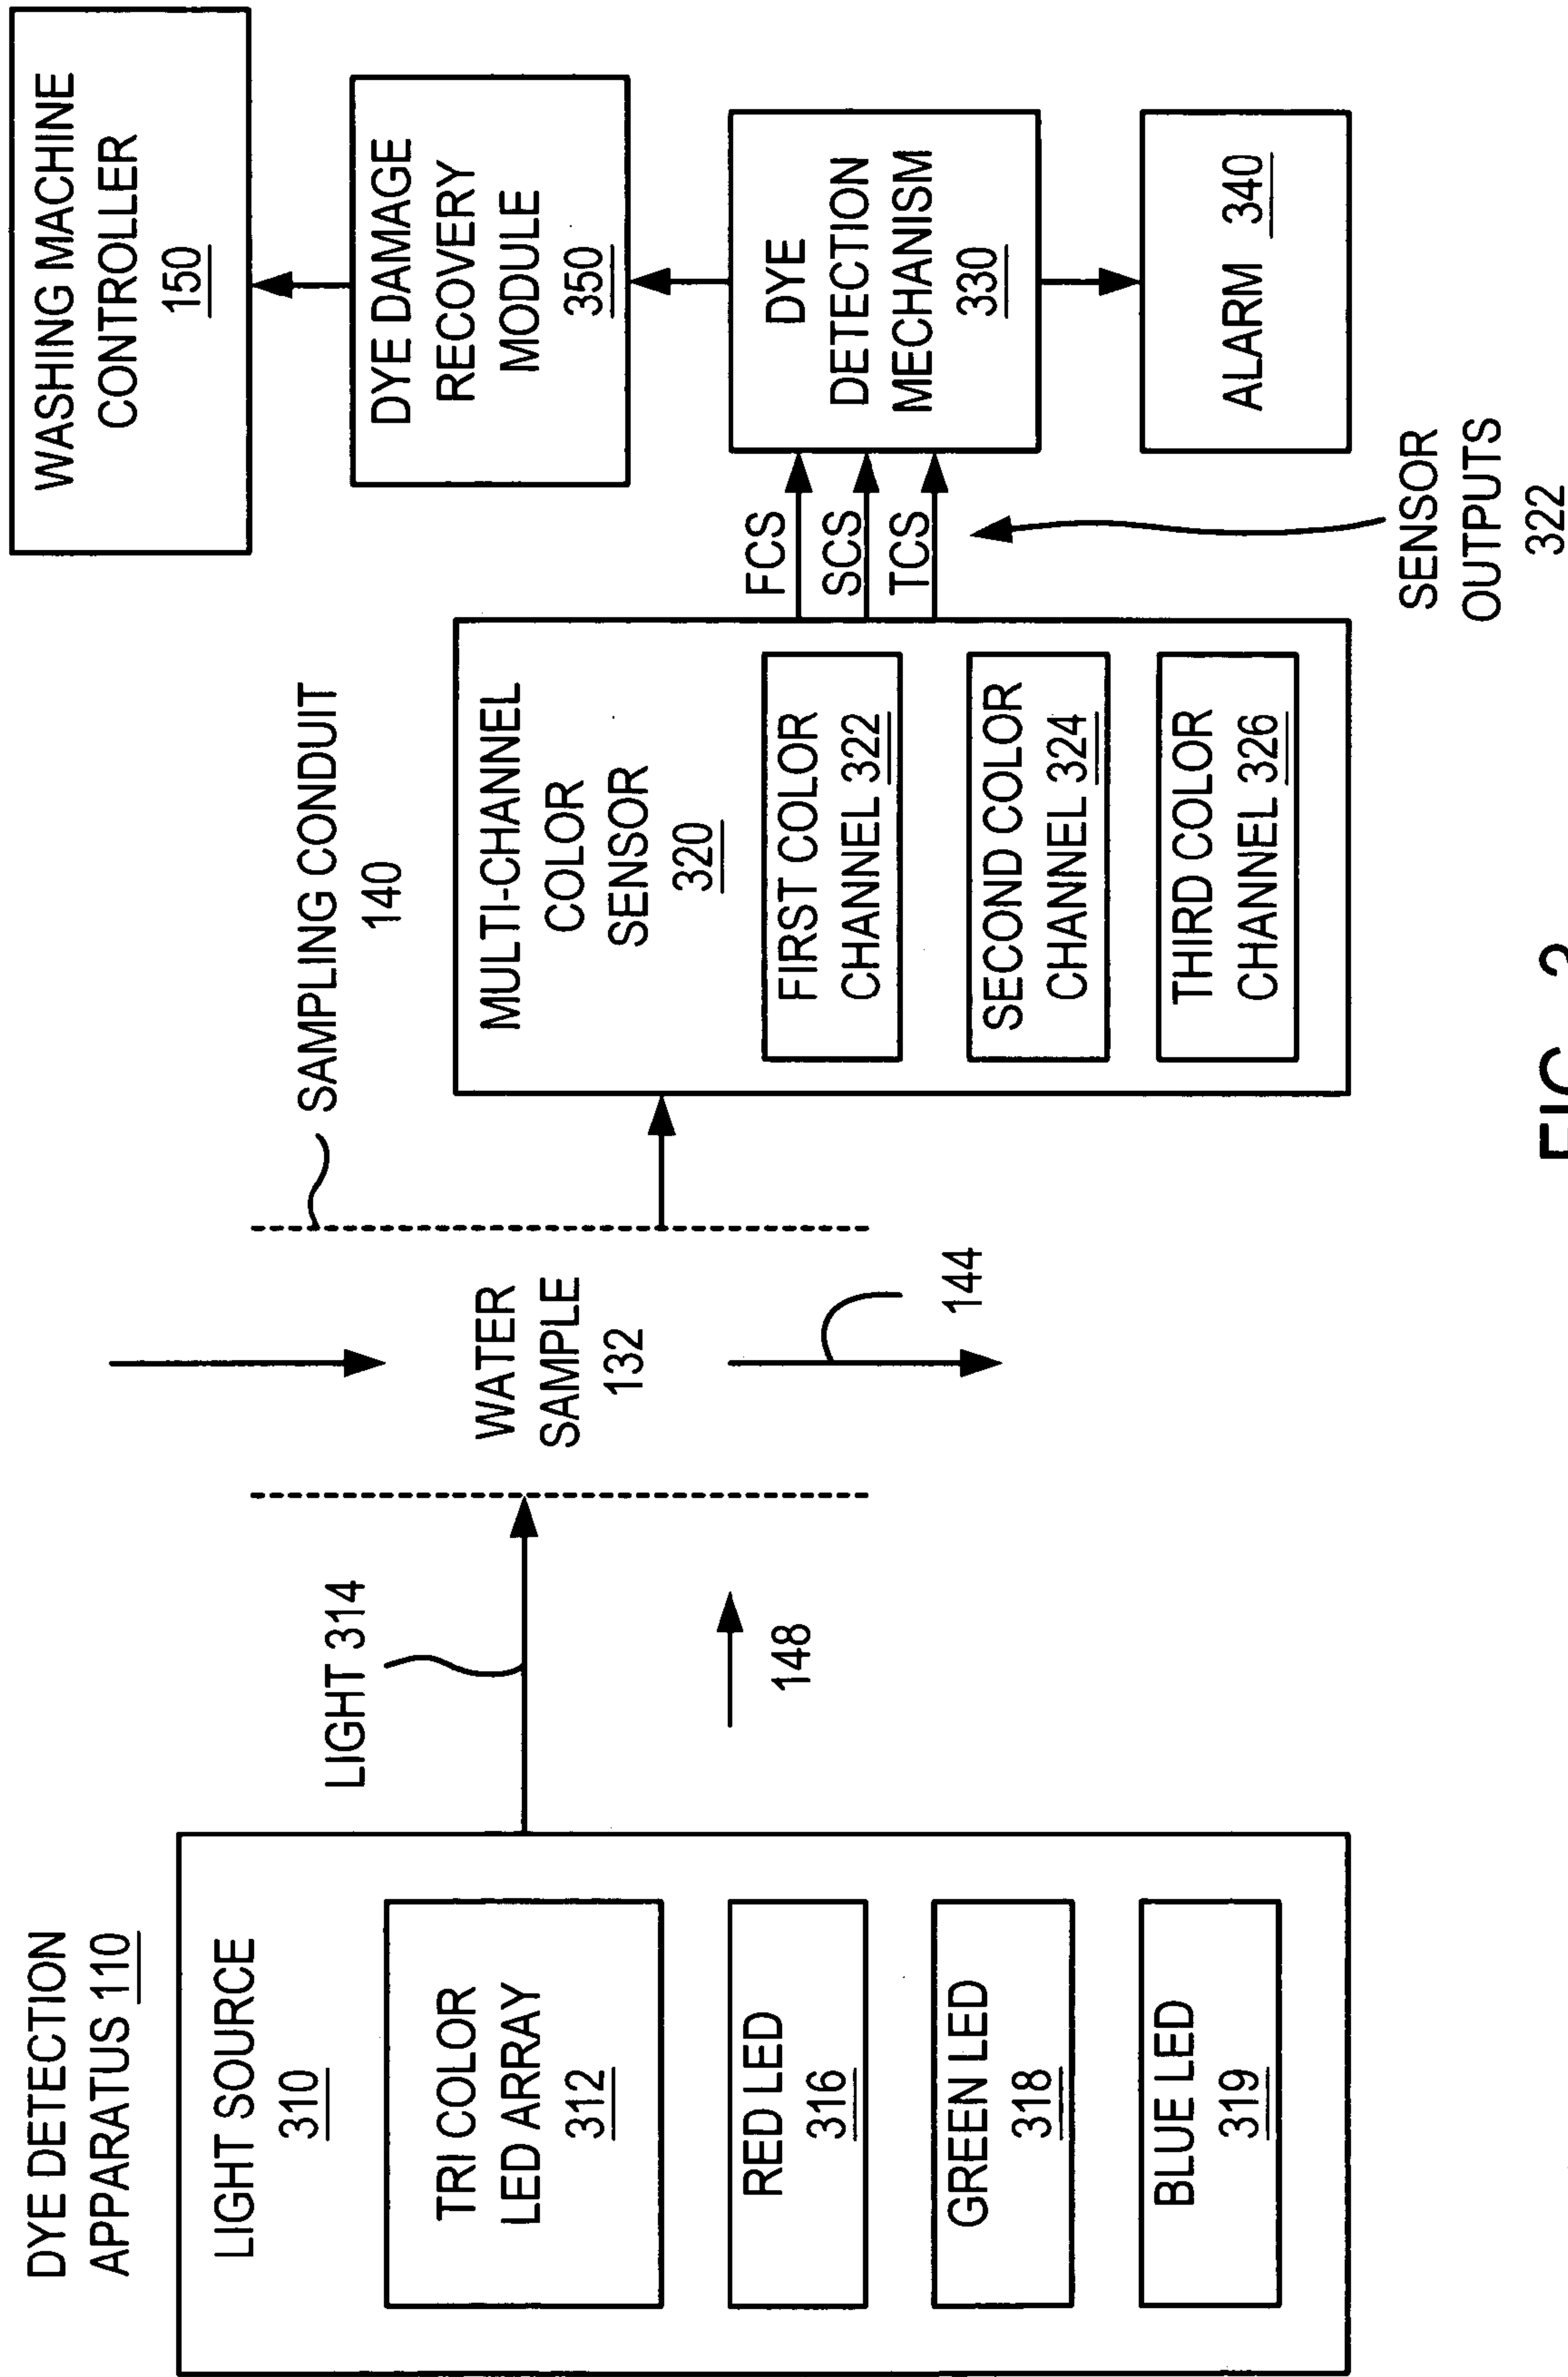 DYE DETECTION
APPARATUS 110
LIGHT SOURCE
310
TRI COLOR
LED ARRAY
312
RED LED
316
GREEN LED
318
BLUE LED
319
LIGHT 314
148
WATER
SAMPLE
132
144
SAMPLING CONDUIT
140
MULTI-CHANNEL
COLOR
SENSOR
320
FIRST COLOR
CHANNEL 322
SECOND COLOR
CHANNEL 324
THIRD COLOR
CHANNEL 326
FCS
SCS
TCS
SENSOR
OUTPUTS
322
WASHING MACHINE
CONTROLLER
150
DYE DAMAGE
RECOVERY
MODULE
350
DYE
DETECTION
MECHANISM
330
ALARM 340